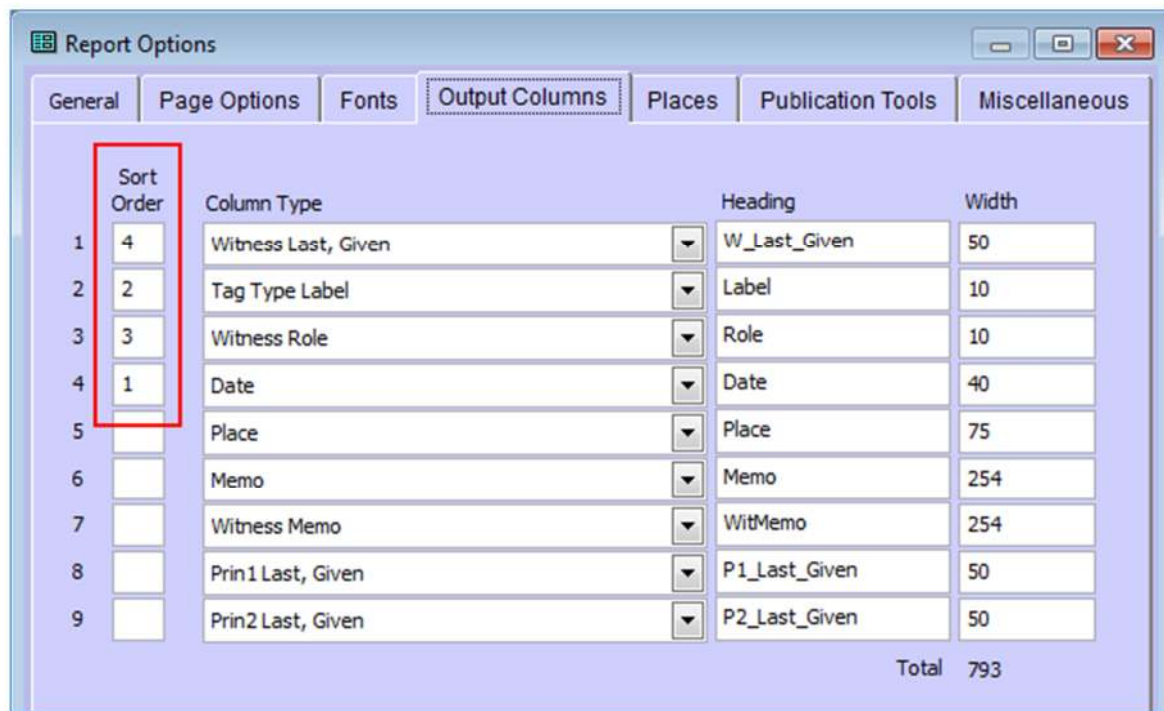 Report Options
General Page Options Fonts Output Columns Places Publication Tools Miscellaneous
Sort
Order Column Type Heading Width
1 4 Witness Last, Given W_Last_Given 50
2 2 Tag Type Label Label 10
3 3 Witness Role Role 10
4 1 Date Date 40
5 Place Place 75
6 Memo Memo 254
7 Witness Memo WitMemo 254
8 Prin1 Last, Given P1_Last_Given 50
9 Prin2 Last, Given P2_Last_Given 50
Total 793